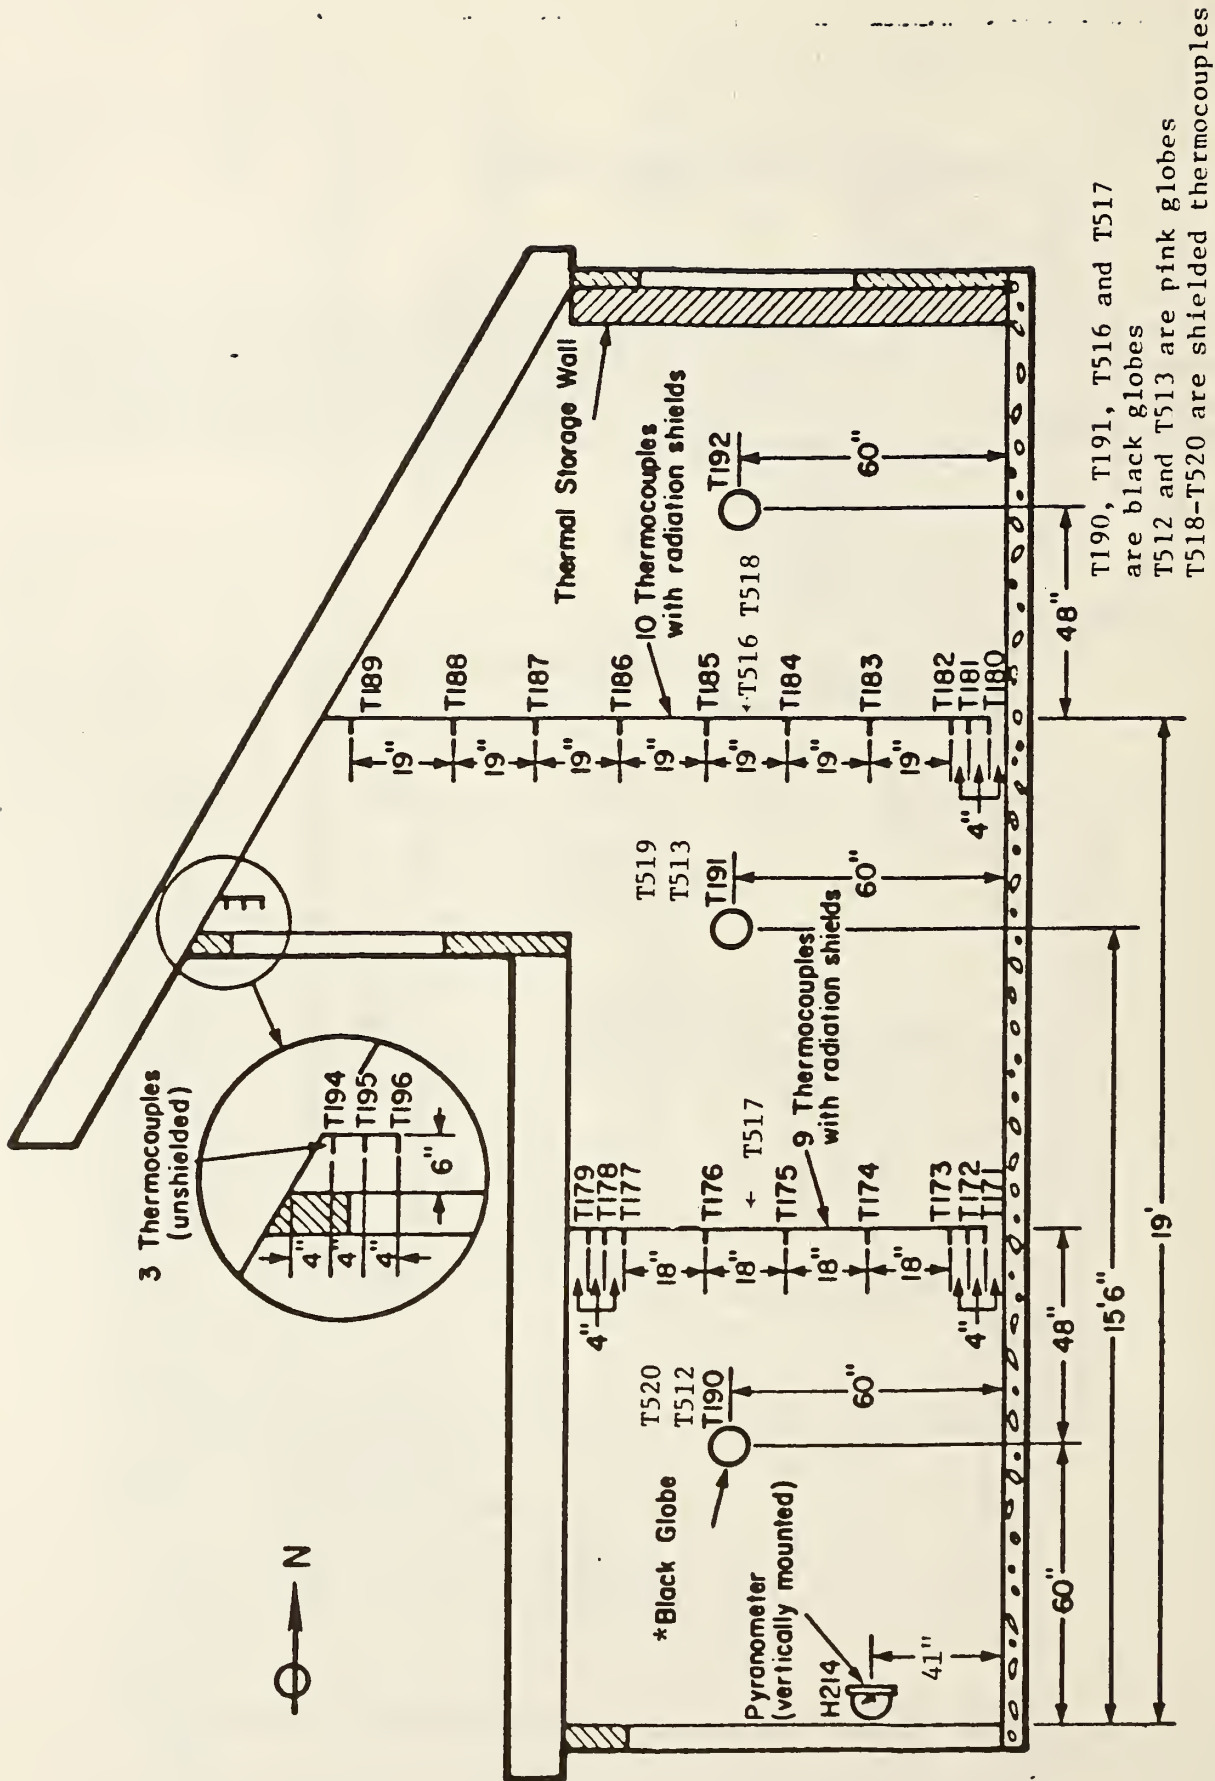 3 Thermocouples
(unshielded)
T194
T195
T196
4"
4"
4"
6"
N
*Black Globe
Pyranometer
(vertically mounted)
H214
41"
T520
T512
T190
60"
T179
T178
T177
T176
T175
T174
T173
T172
T171
4"
18"
18"
18"
18"
4"
← T517
9 Thermocouples
with radiation shields
T519
T513
T191
60"
T189
T188
T187
T186
T185
T184
T183
T182
T181
T180
19"
19"
19"
19"
19"
19"
19"
4"
T516 T518
10 Thermocouples
with radiation shields
Thermal Storage Wall
T192
60"
60"
48"
48"
15'6"
19'
T190, T191, T516 and T517
are black globes
T512 and T513 are pink globes
T518-T520 are shielded thermocouples